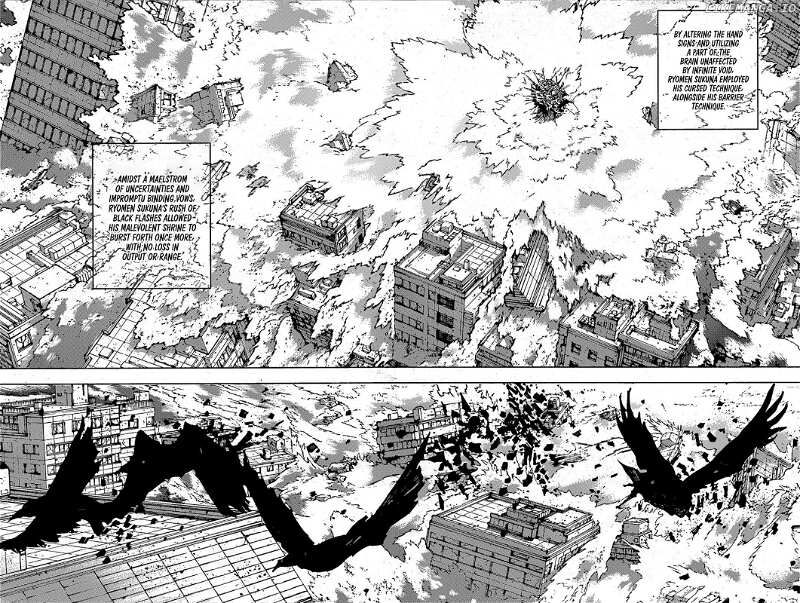 BY ALTERING THE HAND
SIGNS AND UTILIZING
A PART OF THE
BRAIN UNAFFECTED
BY INFINITE VOID,
RYOMEN SUKUNA EMPLOYED
HIS CURSED TECHNIQUE
ALONGSIDE HIS BARRIER
TECHNIQUE.
AMIDST A MAELSTROM
OF UNCERTAINTIES AND
IMPROMPTU BINDING VOWS,
RYOMEN SUKUNA'S RUSH OF
BLACK FLASHES ALLOWED
HIS MALEVOLENT SHRINE TO
BURST FORTH ONCE MORE,
WITH NO LOSS IN
OUTPUT OR RANGE.